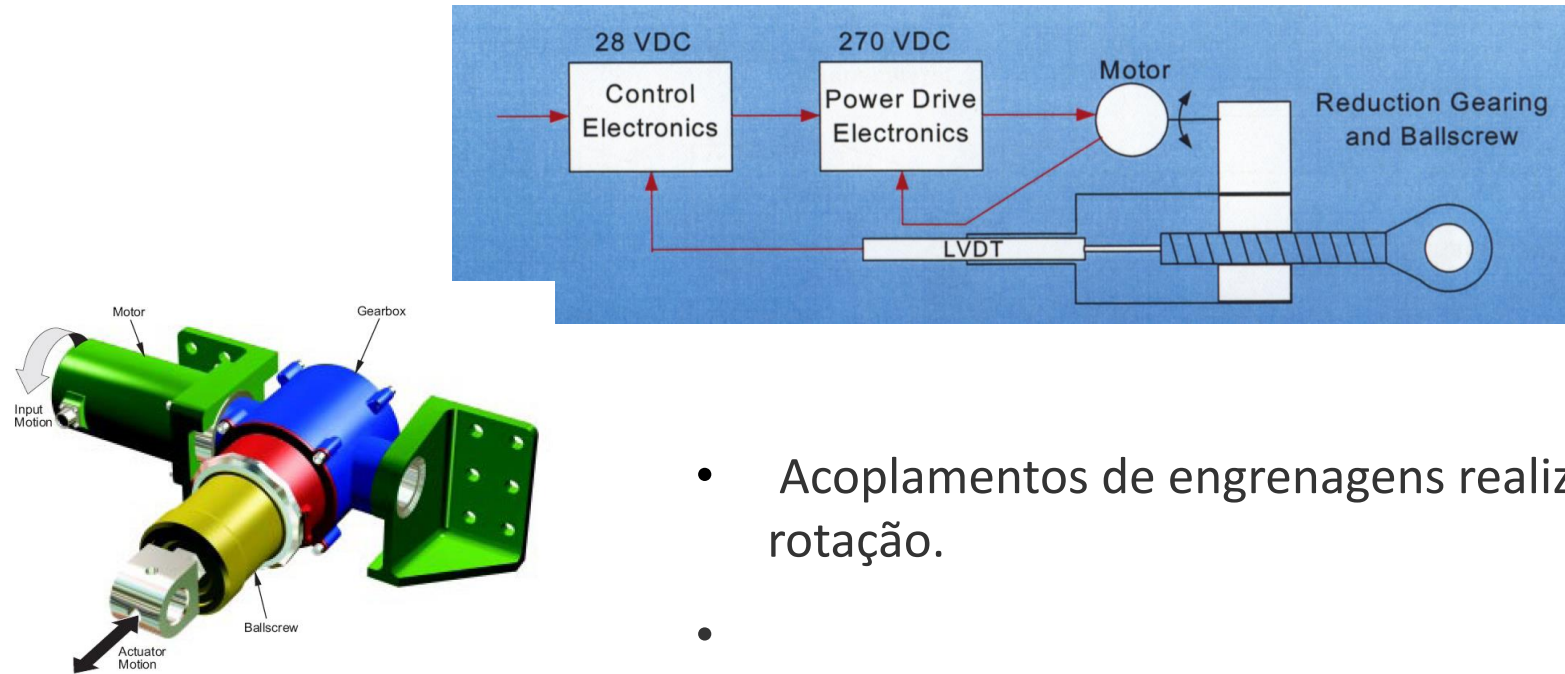 28 VDC
270 VDC
Control
Electronics
Power Drive
Electronics
Motor
Reduction Gearing
and Ballscrew
LVDT
Motor
Gearbox
Input
Motion
Ballscrew
Actuator
Motion
• Acoplamentos de engrenagens realiz
rotação.
•